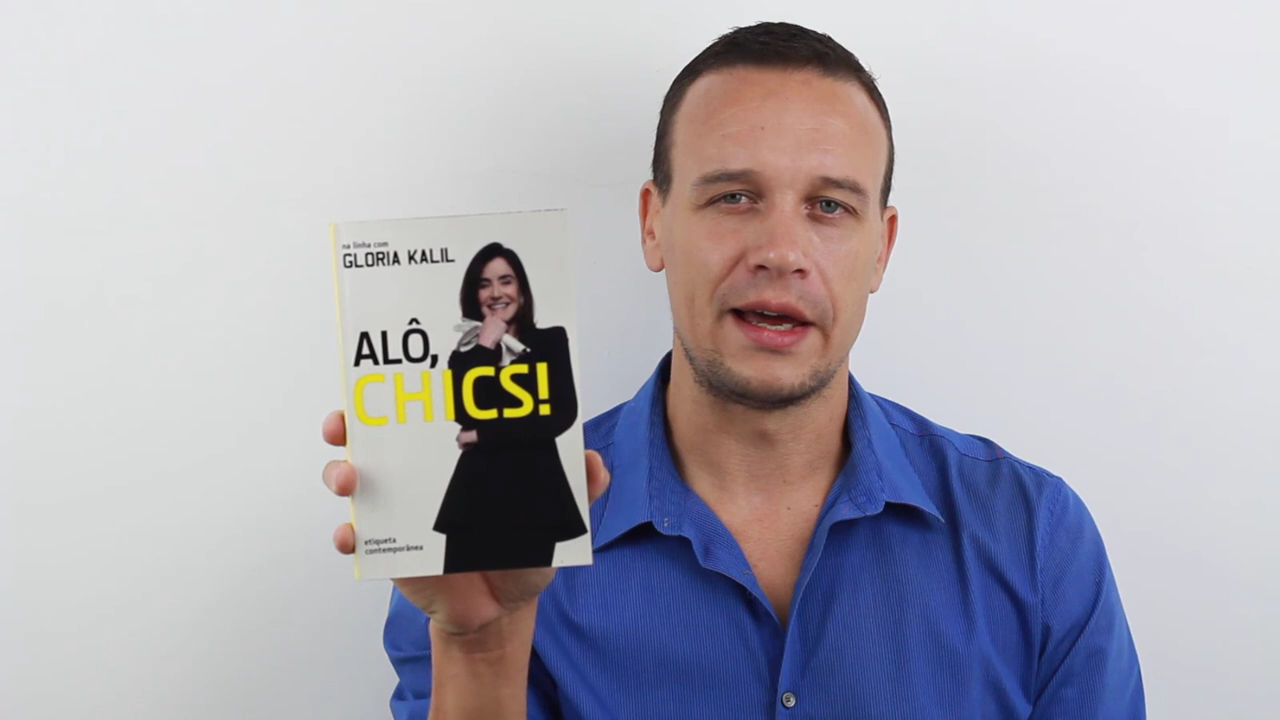 na linha com
GLORIA KALIL
ALÔ,
CHICS!
etiqueta
contemporânea